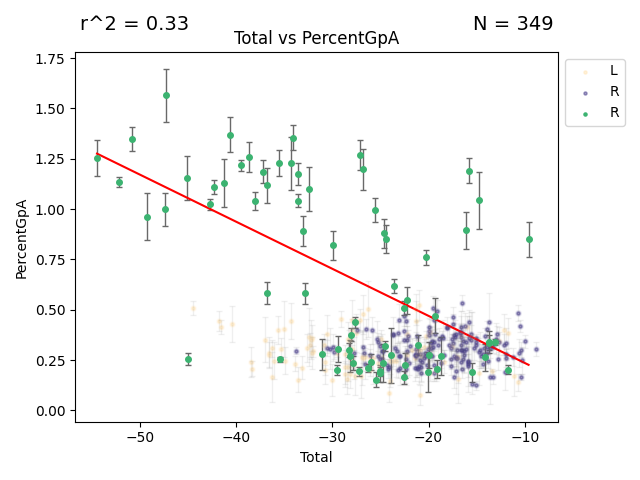 r^2 = 0.33
N = 349
Total vs PercentGpA
L
R
R
1.75
1.50
1.25
1.00
0.75
0.50
0.25
0.00
PercentGpA
−50
−40
−30
−20
−10
Total